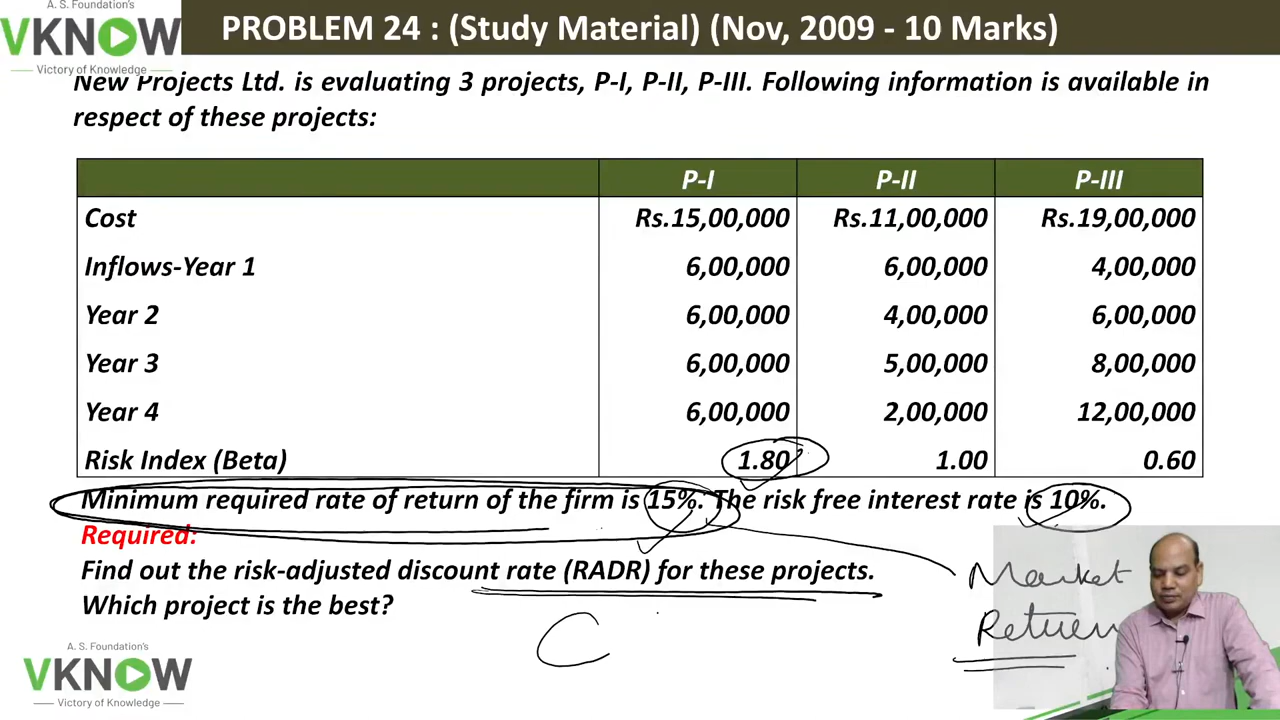 A. S. Foundation's
VKNOW
Victory of Knowledge
PROBLEM 24 : (Study Material) (Nov, 2009 - 10 Marks)
New Projects Ltd. is evaluating 3 projects, P-I, P-II, P-III. Following information is available in
respect of these projects:
P-I P-II P-III
Cost Rs.15,00,000 Rs.11,00,000 Rs.19,00,000
Inflows-Year 1 6,00,000 6,00,000 4,00,000
Year 2 6,00,000 4,00,000 6,00,000
Year 3 6,00,000 5,00,000 8,00,000
Year 4 6,00,000 2,00,000 12,00,000
Risk Index (Beta) 1.80 1.00 0.60
Minimum required rate of return of the firm is 15%. The risk free interest rate is 10%.
Required:
Find out the risk-adjusted discount rate (RADR) for these projects.
Which project is the best?
Market
Return
C
A. S. Foundation's
VKNOW
Victory of Knowledge